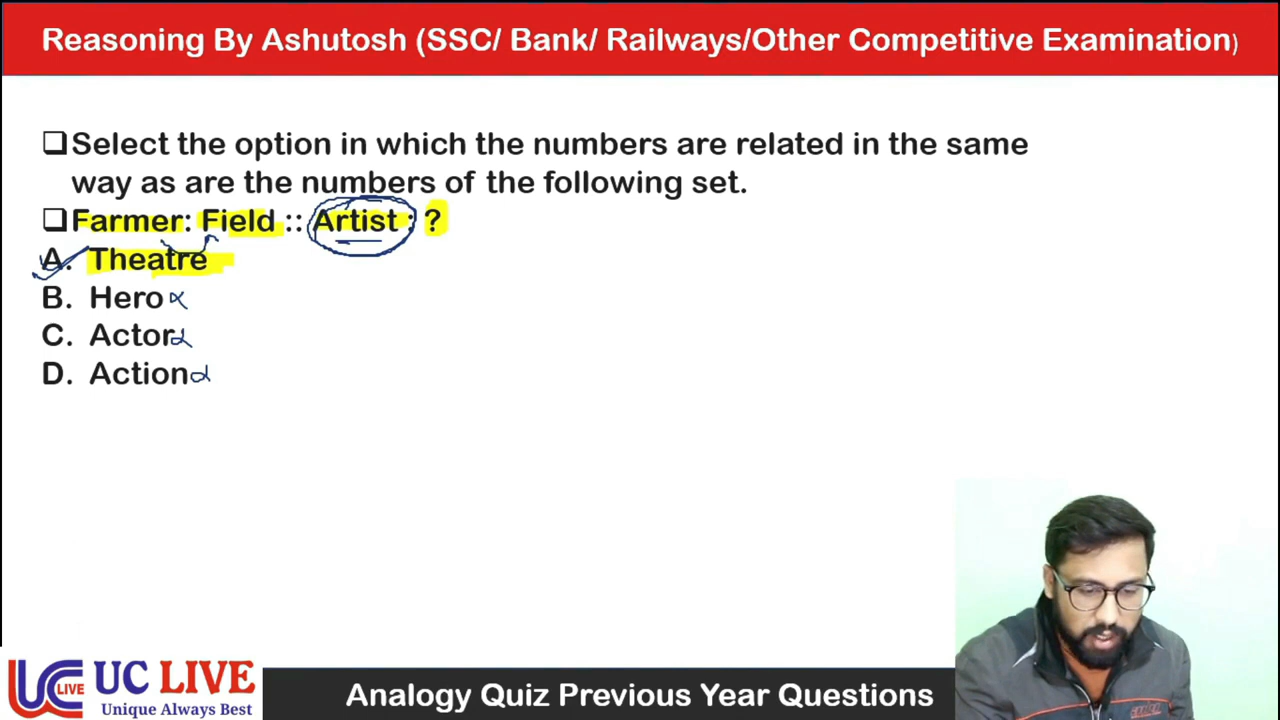 Reasoning By Ashutosh (SSC/ Bank/ Railways/Other Competitive Examination)
❑Select the option in which the numbers are related in the same
way as are the numbers of the following set.
❑Farmer: Field :: Artist : ?
A. Theatre
B. Hero
C. Actor
D. Action
UC LIVE UC LIVE
Unique Always Best
Analogy Quiz Previous Year Questions